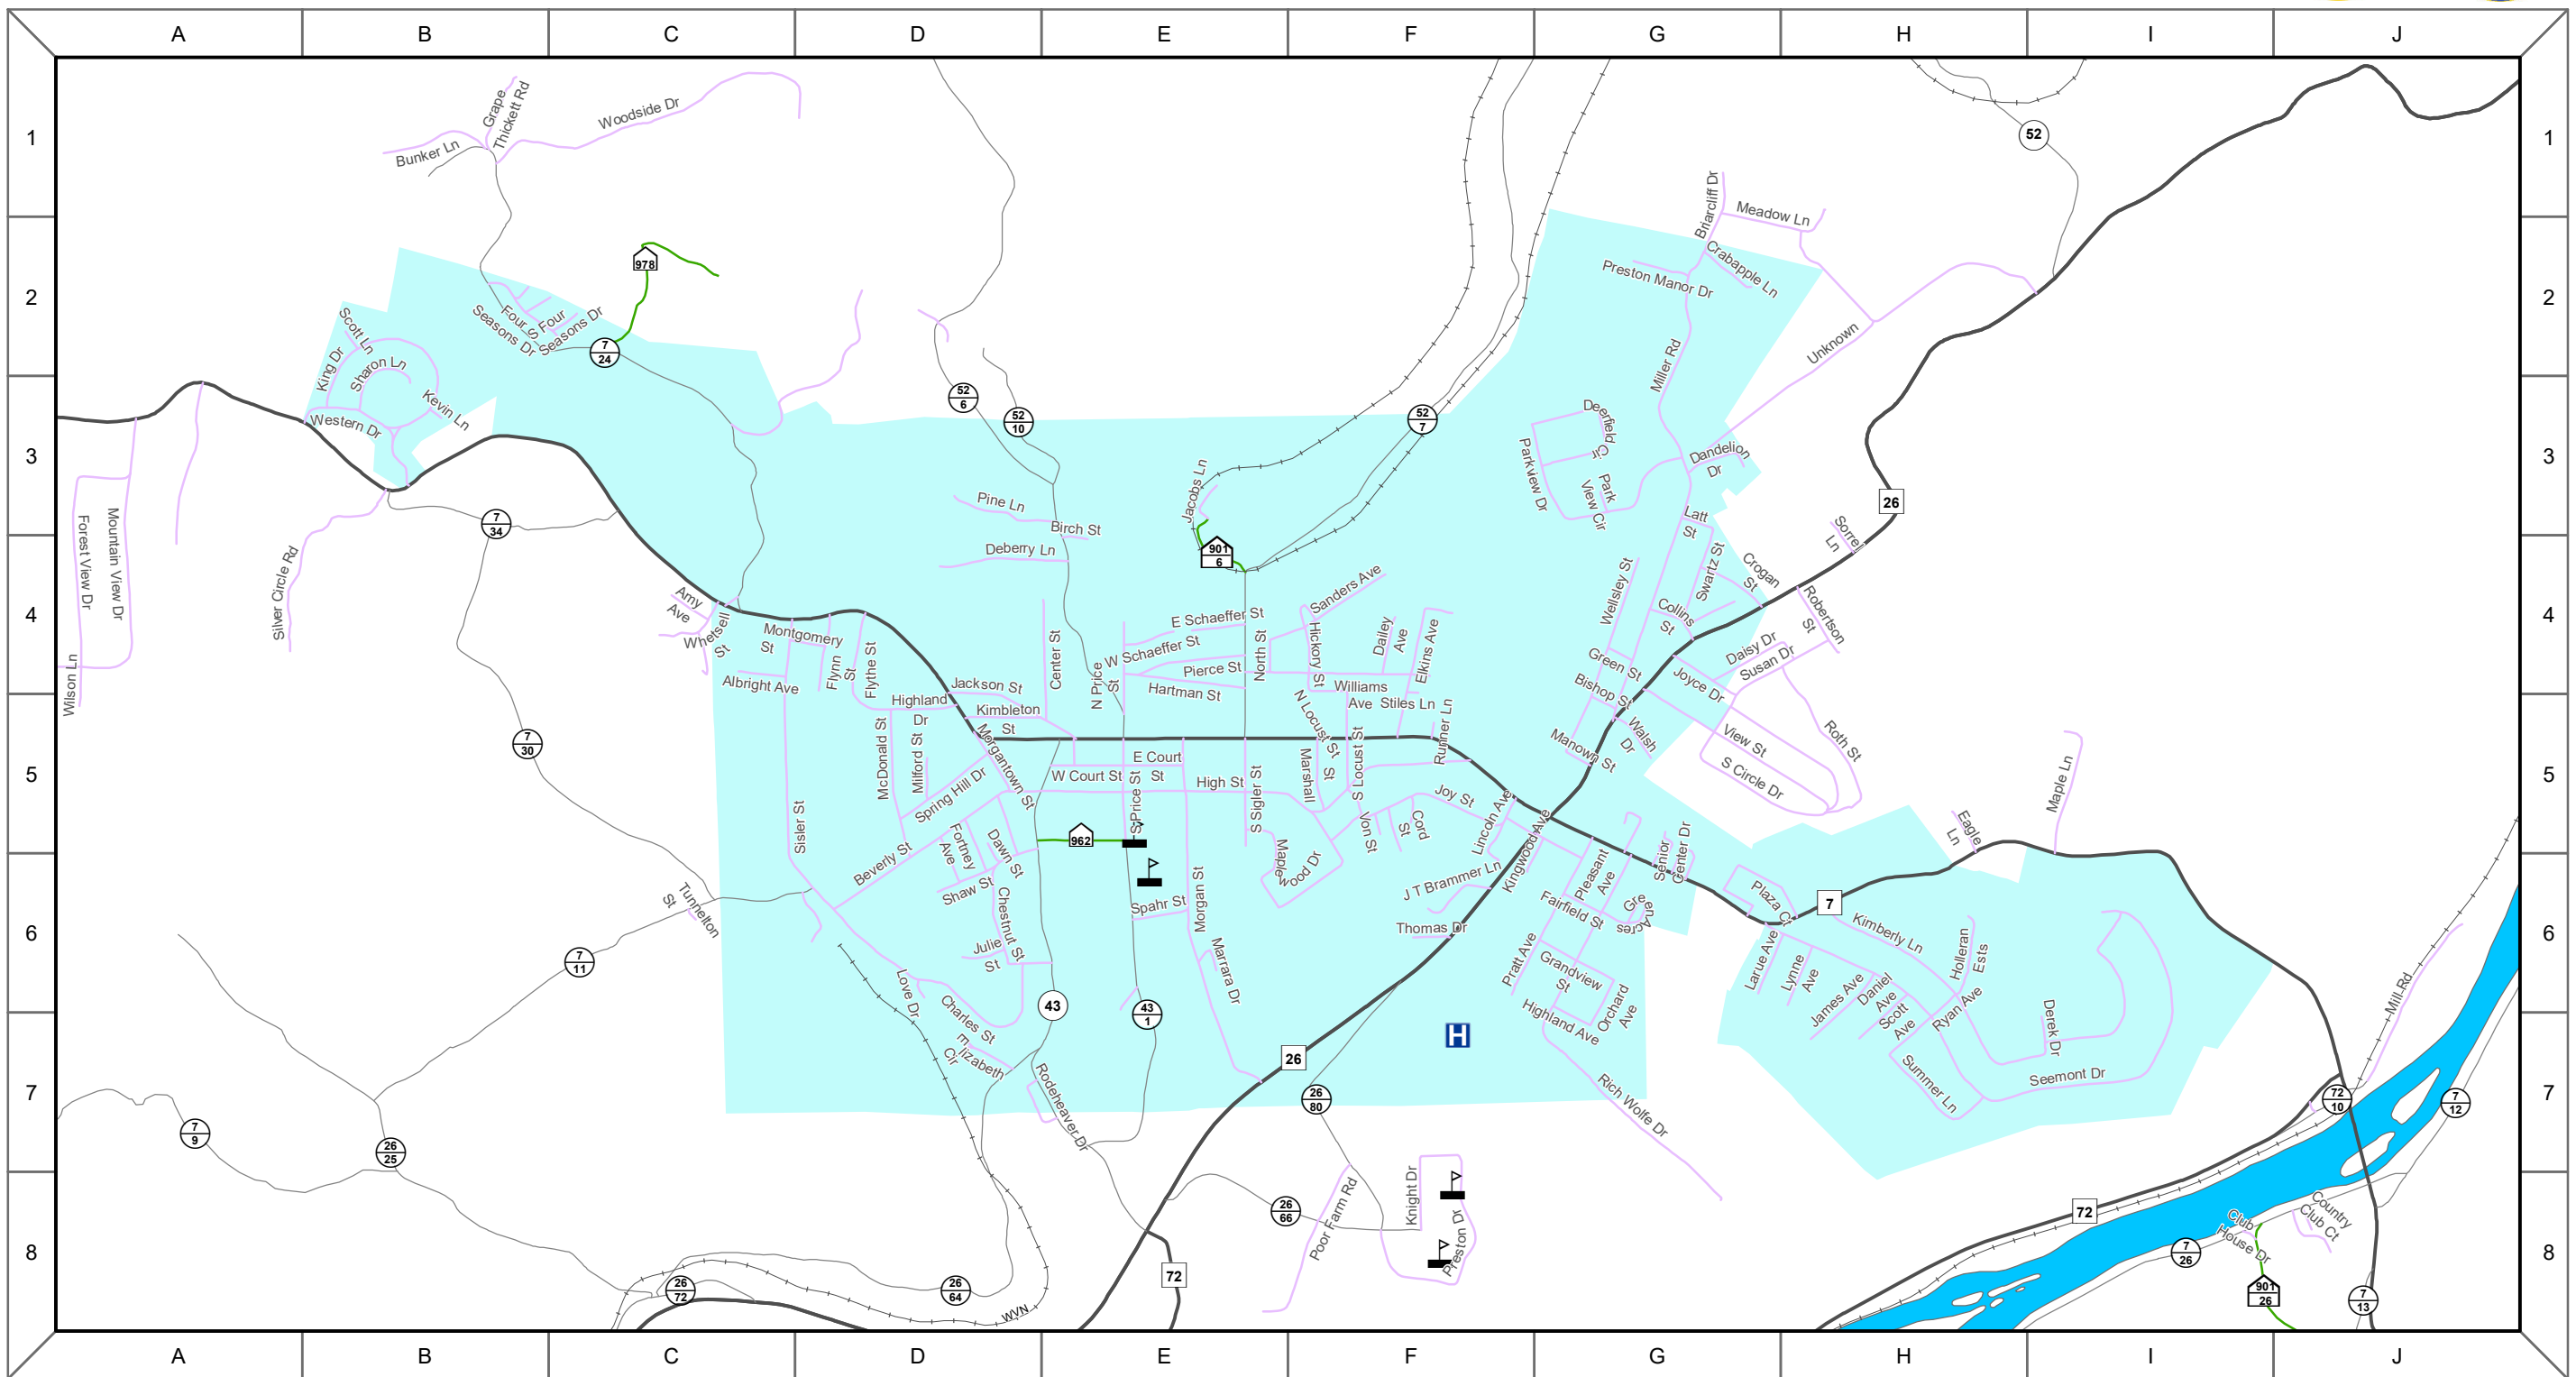 A B C D E F G H I J
1
Grape
Thickett Rd
Woodside Dr
Bunker Ln
52
1
Briarcliff Dr
Meadow Ln
2
978
Crabapple Ln
Preston Manor Dr
2
Four S
Seasons Dr
Four
Seasons Dr
7
24
Scott Ln
King Dr
Sharon Ln
Kevin Ln
Western Dr
Unknown
Miller Rd
3
52
6
52
10
52
7
Deerfield
Cir
Parkview Dr
Park
View Cir
Dandelion
Dr
3
26
Jacobs Ln
Pine Ln
Birch St
Deberry Ln
7
34
Forest View Dr
Mountain View Dr
Silver Circle Rd
Wilson Ln
901
6
Latt
St
Swartz St
Crogan
St
Sorrel
Ln
4
Amy
Ave
Whetsell
St
Montgomery
St
Flynn
St
Flythe St
Albright Ave
Center St
E Schaeffer St
W Schaeffer St
Pierce St
Hartman St
North St
N Price
St
Sanders Ave
Hickory St
Dailey
Ave
Elkins Ave
Wellsley St
Collins
St
Robertson
St
Daisy Dr
Susan Dr
Green St
Joyce Dr
Bishop St
4
Jackson St
Highland
Dr
Kimbleton
St
Williams
Ave
Stiles Ln
Runner Ln
N Locust St
Walsh
Dr
Manown St
View St
Roth St
S Circle Dr
5
7
30
McDonald St
Milford St
Morgantown St
Spring Hill Dr
Sisler St
E Court
St
W Court St
High St
S Price St
S Sigler St
Marshall
St
S Locust St
Joy St
Cord
St
Von St
Lincoln Ave
Kingwood Ave
Maple Ln
Eagle
Ln
5
962
Beverly St
Fortney
Ave
Dawn St
Shaw St
Chestnut St
Maple
wood Dr
J T Brammer Ln
Pleasant
Ave
Senior
Center Dr
Plaza Ct
7
6
Tunnelton
St
7
11
Spahr St
Morgan St
Marrara Dr
Julie
St
Thomas Dr
Fairfield St
Green
Acres
Pratt Ave
Grandview
St
Orchard
Ave
Highland Ave
Larue Ave
Lynne
Ave
Kimberly Ln
Holleran
Ests
James Ave
Daniel
Ave
Scott
Ave
Ryan Ave
Mill-Rd
6
Love Dr
Charles St
Elizabeth
Cir
43
43
1
Rodeheaver Dr
26
H
Derek Dr
Seemont Dr
Summer Ln
7
7
9
26
25
26
80
Rich Wolfe Dr
72
10
7
12
7
8
26
72
26
64
WVN
72
26
66
Poor Farm Rd
Knight Dr
Preston Dr
72
7
26
Club
House Dr
Country
Club Ct
901
26
7
13
8
A B C D E F G H I J